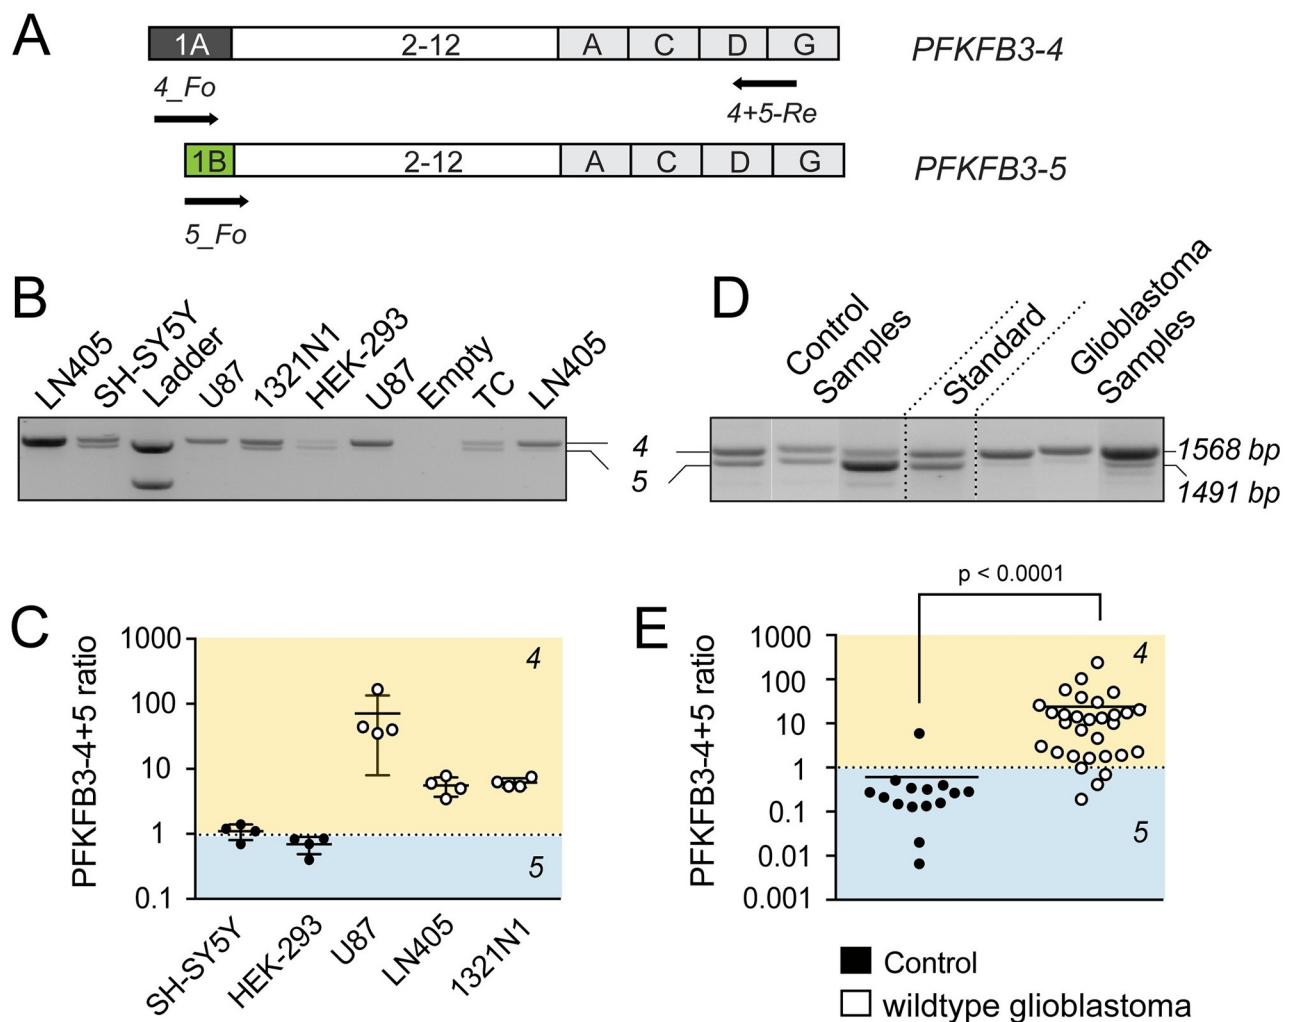 A
1A 2-12 A C D G PFKFB3-4
4_Fo
4+5-Re
1B 2-12 A C D G PFKFB3-5
5_Fo
B
LN405 SH-SY5Y Ladder U87 1321N1 HEK-293 U87 Empty TC LN405
4
5
D
Control
Samples
Standard
Glioblastoma
Samples
1568 bp
1491 bp
C
PFKFB3-4+5 ratio
1000
100
10
1
0.1
4
5
SH-SY5Y HEK-293 U87 LN405 1321N1
E
p < 0.0001
PFKFB3-4+5 ratio
1000
100
10
1
0.1
0.01
0.001
4
5
Control
wildtype glioblastoma